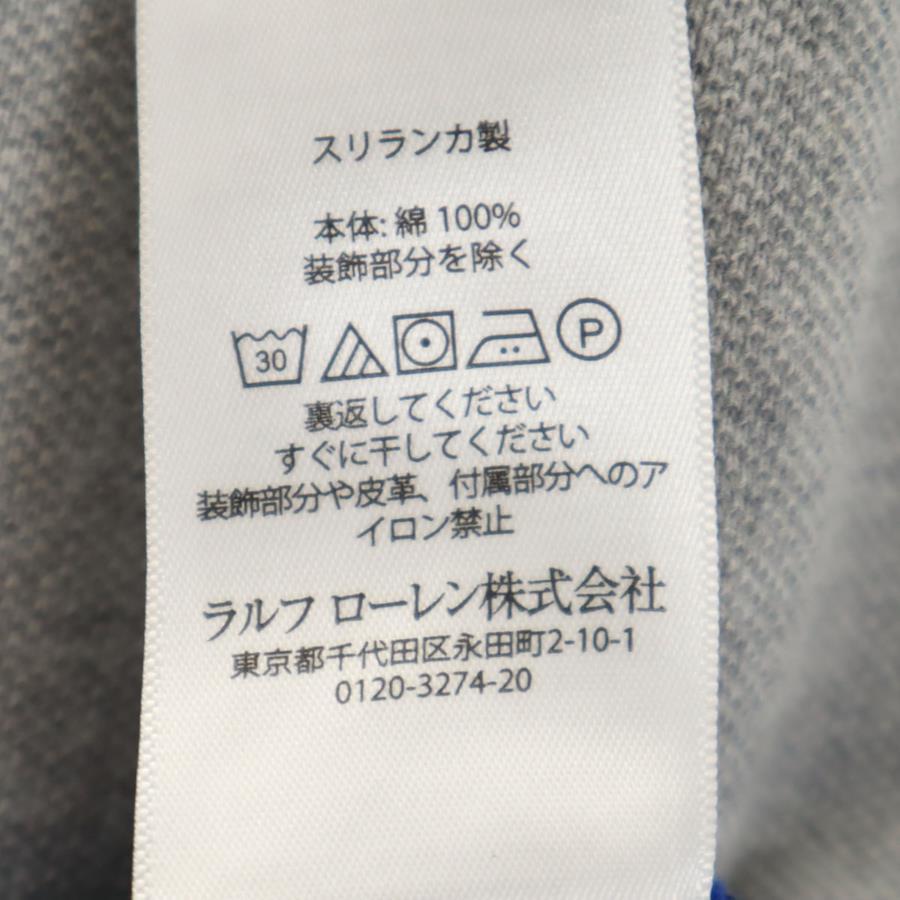 スリランカ製
本体: 綿 100%
装飾部分を除く
30 P
裏返してください
すぐに干してください
装飾部分や皮革、付属部分へのア
イロン禁止
ラルフ ローレン株式会社
東京都千代田区永田町2-10-1
0120-3274-20